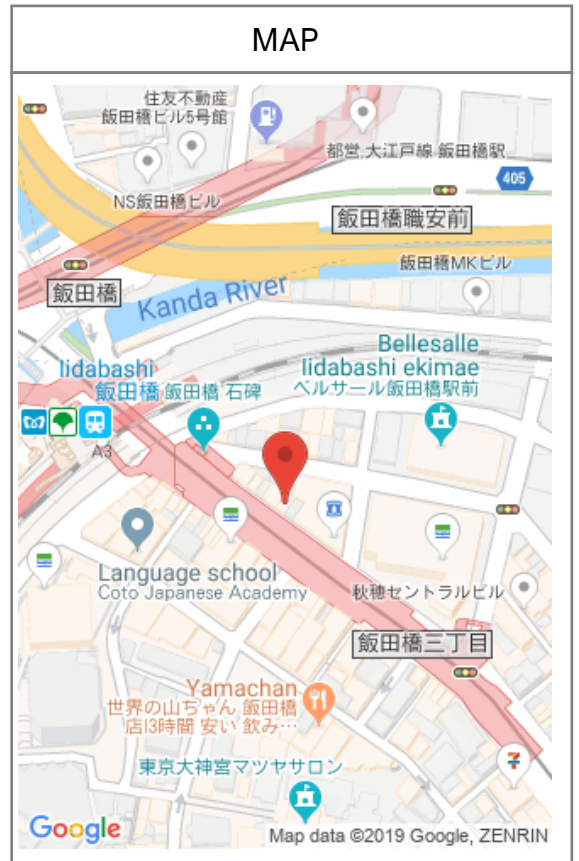 MAP
住友不動産
飯田橋ビル5号館
都営 大江戸線 飯田橋駅
405
NS飯田橋ビル
飯田橋職安前
飯田橋MKビル
飯田橋
Kanda River
Bellesalle
Iidabashi ekimae
ベルサール飯田橋駅前
Iidabashi
飯田橋
飯田橋 石碑
A3
Language school
Coto Japanese Academy
秋穂セントラルビル
飯田橋三丁目
Yamachan
世界の山ちゃん 飯田橋
店|3時間 安い 飲み…
7
東京大神宮マツヤサロン
Google
Map data ©2019 Google, ZENRIN